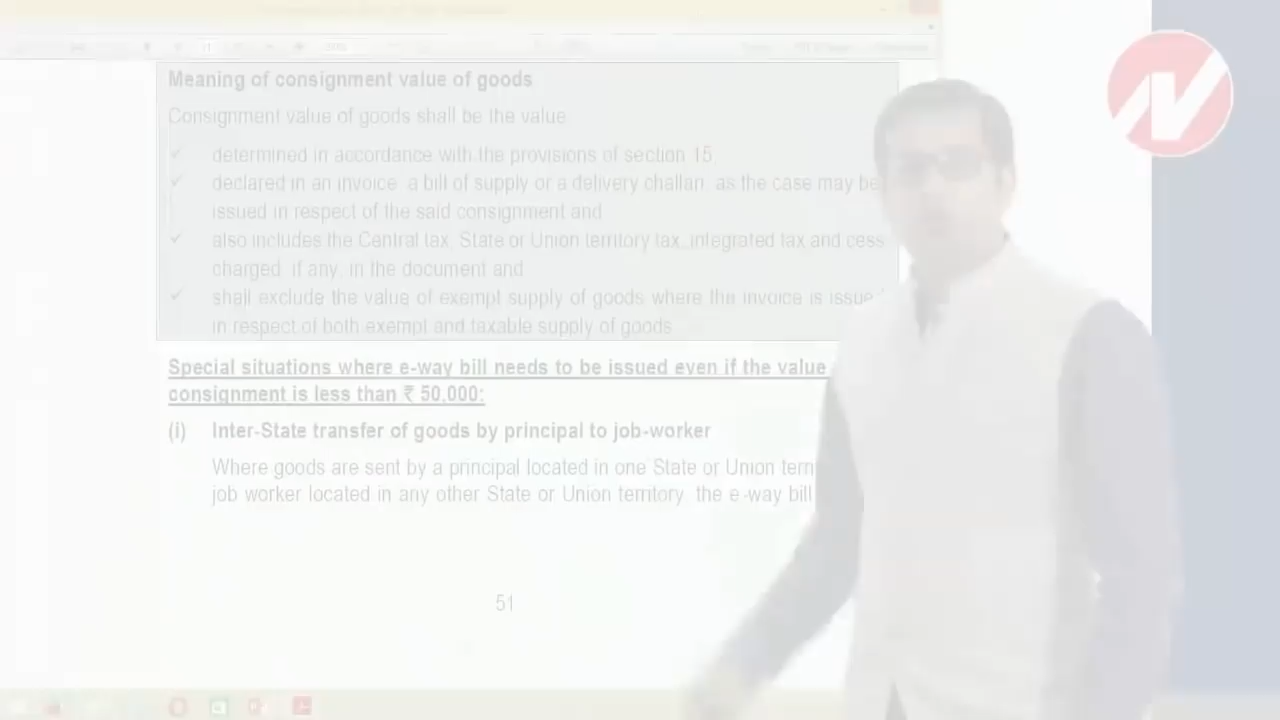 Meaning of consignment value of goods
Consignment value of goods shall be the value
determined in accordance with the provisions of section 15,
declared in an invoice, a bill of supply or a delivery challan, as the case may be
issued in respect of the said consignment and
also includes the Central tax, State or Union territory tax, integrated tax and cess
charged, if any, in the document and
shall exclude the value of exempt supply of goods where the invoice is issued
in respect of both exempt and taxable supply of goods
Special situations where e-way bill needs to be issued even if the value
consignment is less than ₹ 50,000:
(i) Inter-State transfer of goods by principal to job-worker
Where goods are sent by a principal located in one State or Union terri
job worker located in any other State or Union territory, the e-way bill
51